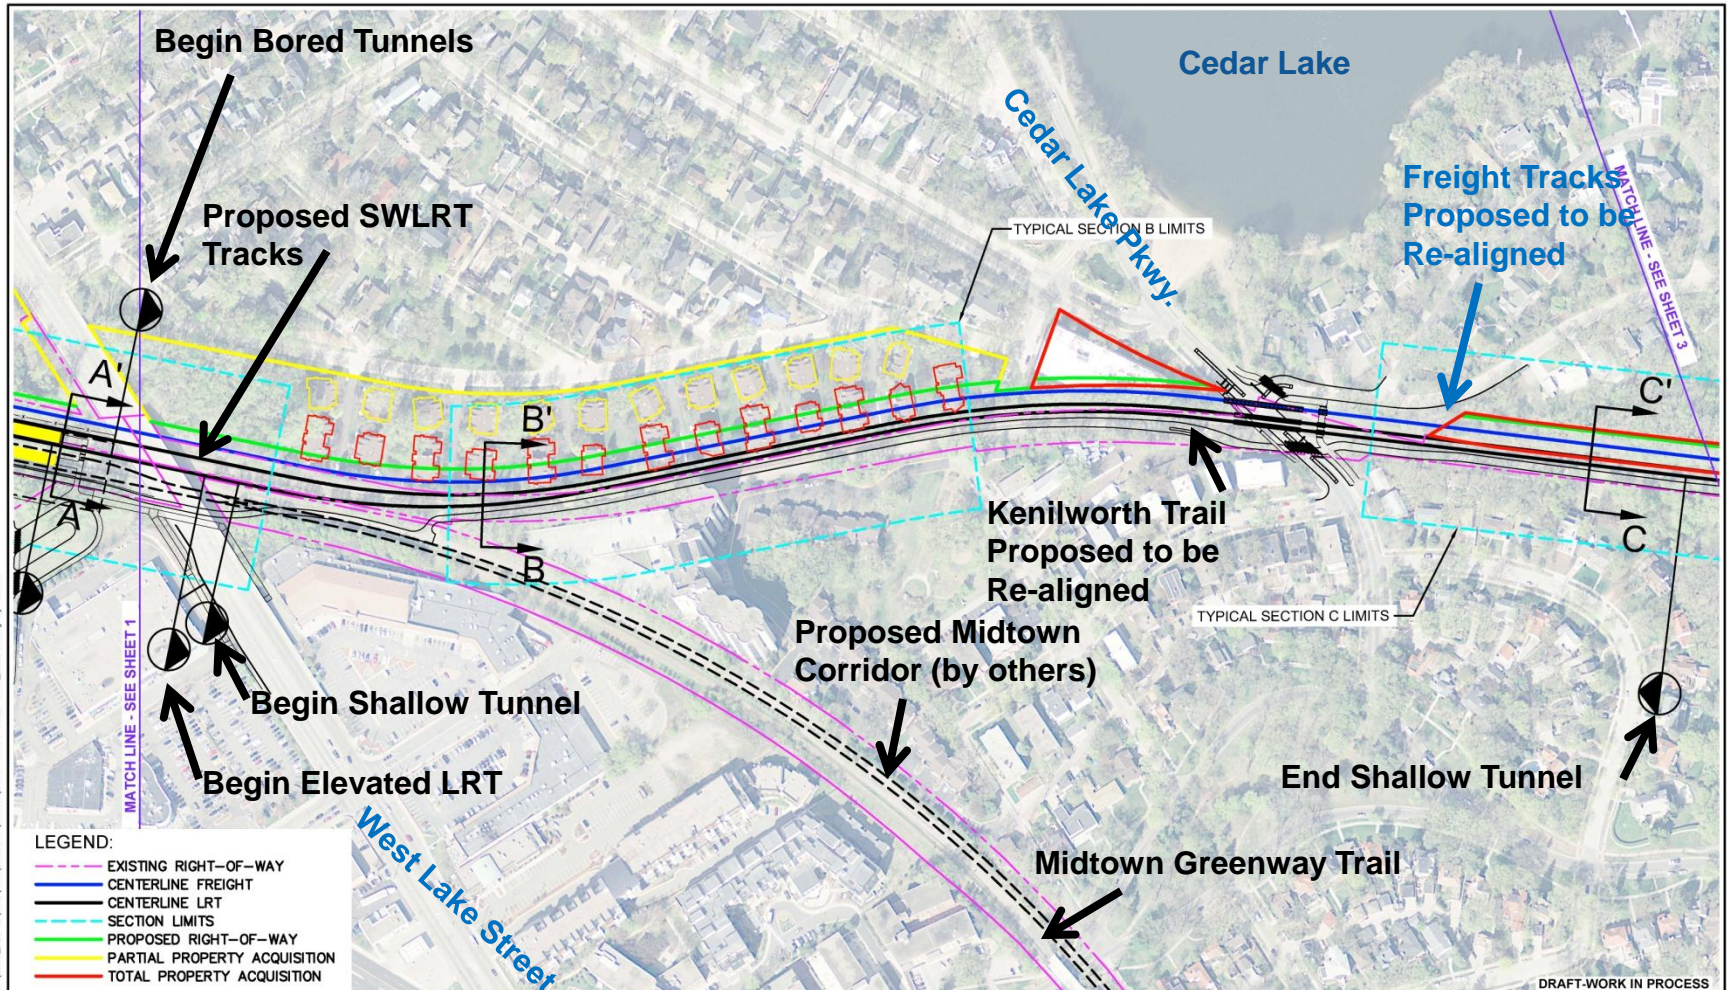 Begin Bored Tunnels
Cedar Lake
Cedar Lake Pkwy.
Freight Tracks
Proposed to be
Re-aligned
MATCH LINE - SEE SHEET 3
Proposed SWLRT
Tracks
TYPICAL SECTION B LIMITS
A'
B'
C'
A
B
C
Kenilworth Trail
Proposed to be
Re-aligned
TYPICAL SECTION C LIMITS
Proposed Midtown
Corridor (by others)
Begin Shallow Tunnel
Begin Elevated LRT
End Shallow Tunnel
MATCH LINE - SEE SHEET 1
West Lake Street
Midtown Greenway Trail
LEGEND:
EXISTING RIGHT-OF-WAY
CENTERLINE FREIGHT
CENTERLINE LRT
SECTION LIMITS
PROPOSED RIGHT-OF-WAY
PARTIAL PROPERTY ACQUISITION
TOTAL PROPERTY ACQUISITION
DRAFT-WORK IN PROCESS